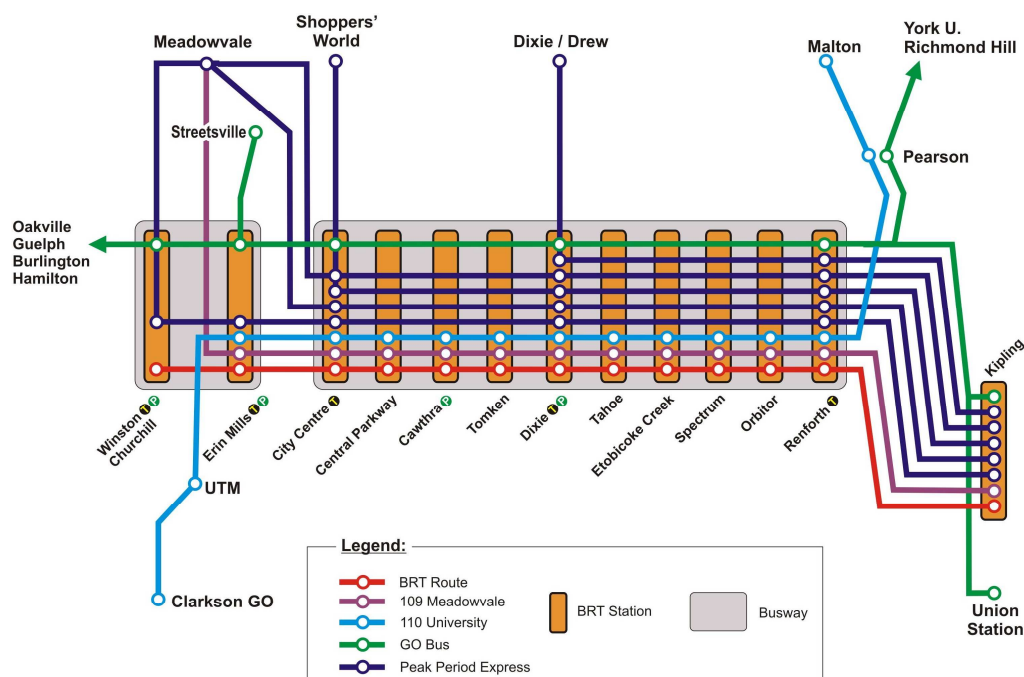 Meadowvale
Shoppers'
World
Dixie / Drew
Malton
York U.
Richmond Hill
Streetsville
Pearson
Oakville
Guelph
Burlington
Hamilton
Winston T P
Churchill
Erin Mills T P
City Centre T
Central Parkway
Cawthra P
Tomken
Dixie T P
Tahoe
Etobicoke Creek
Spectrum
Orbitor
Renforth T
Kipling
UTM
Clarkson GO
Union
Station
Legend:
BRT Route
109 Meadowvale
110 University
GO Bus
Peak Period Express
BRT Station
Busway